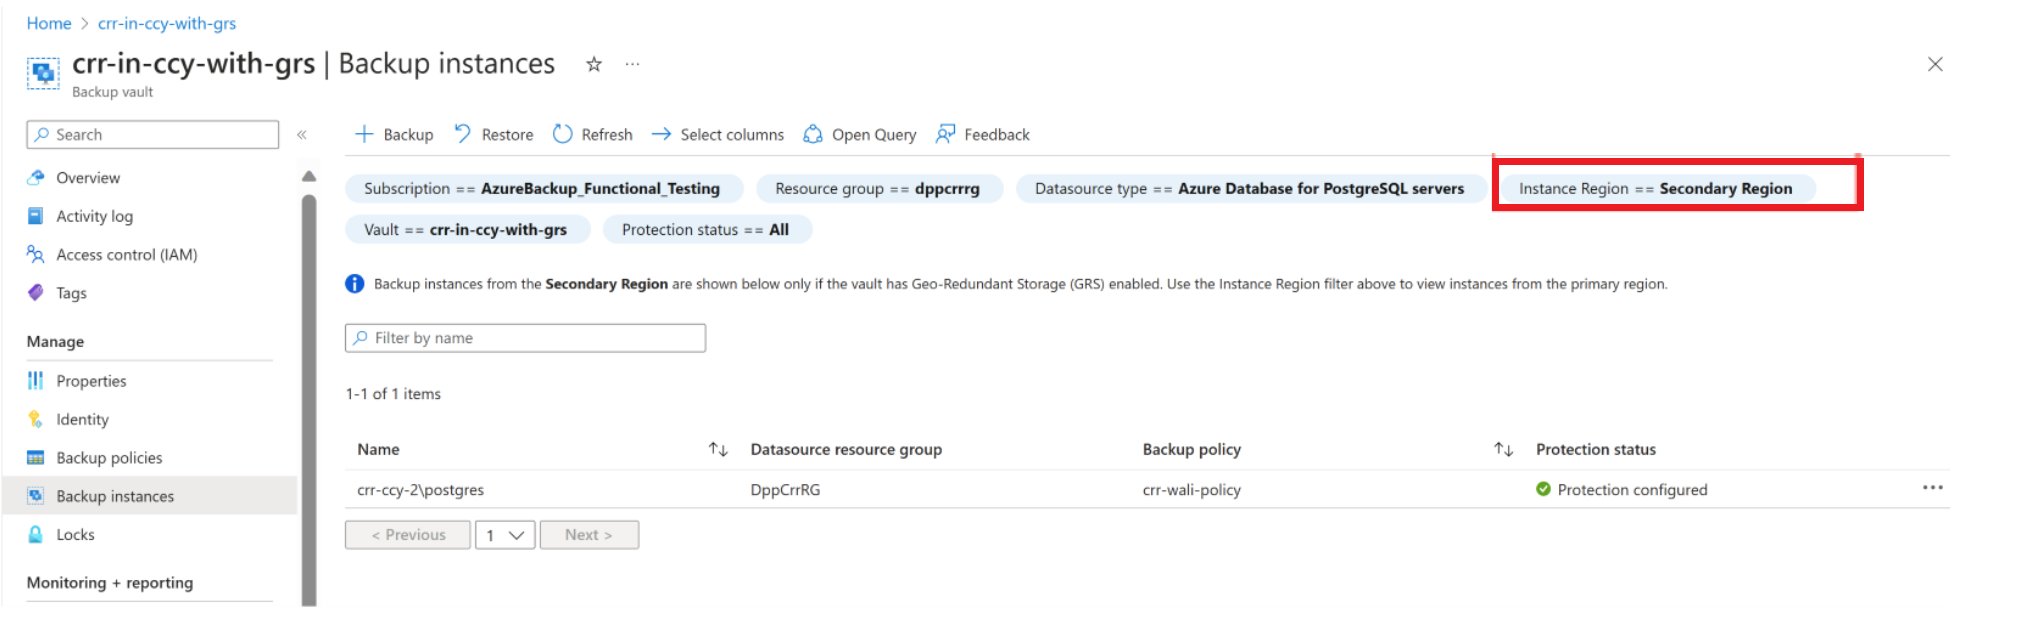 Home > crr-in-ccy-with-grs
crr-in-ccy-with-grs | Backup instances ☆ ···
Backup vault
Search «
Overview
Activity log
Access control (IAM)
Tags
Manage
Properties
Identity
Backup policies
Backup instances
Locks
Monitoring + reporting
Backup Restore Refresh Select columns Open Query Feedback
Subscription == AzureBackup_Functional_Testing Resource group == dppcrrrg Datasource type == Azure Database for PostgreSQL servers Instance Region == Secondary Region
Vault == crr-in-ccy-with-grs Protection status == All
Backup instances from the Secondary Region are shown below only if the vault has Geo-Redundant Storage (GRS) enabled. Use the Instance Region filter above to view instances from the primary region.
Filter by name
1-1 of 1 items
Name ↑↓ Datasource resource group Backup policy ↑↓ Protection status
crr-ccy-2\postgres DppCrrRG crr-wali-policy Protection configured ···
< Previous 1 Next >